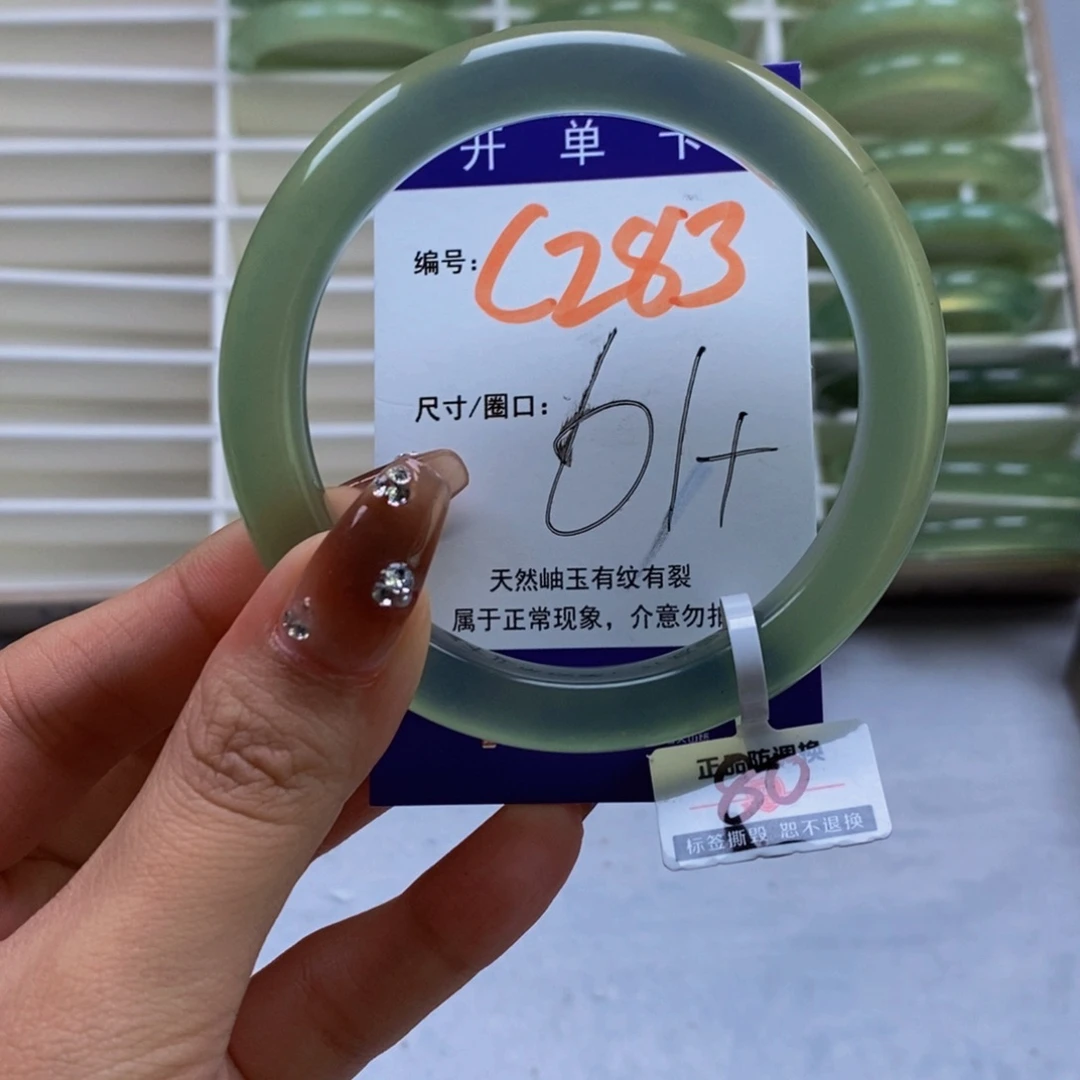 开单卡
编号：C283
尺寸/圈口：61+
天然岫玉有纹有裂
属于正常现象，介意勿拍
正品防调换
80
标签撕毁 恕不退换